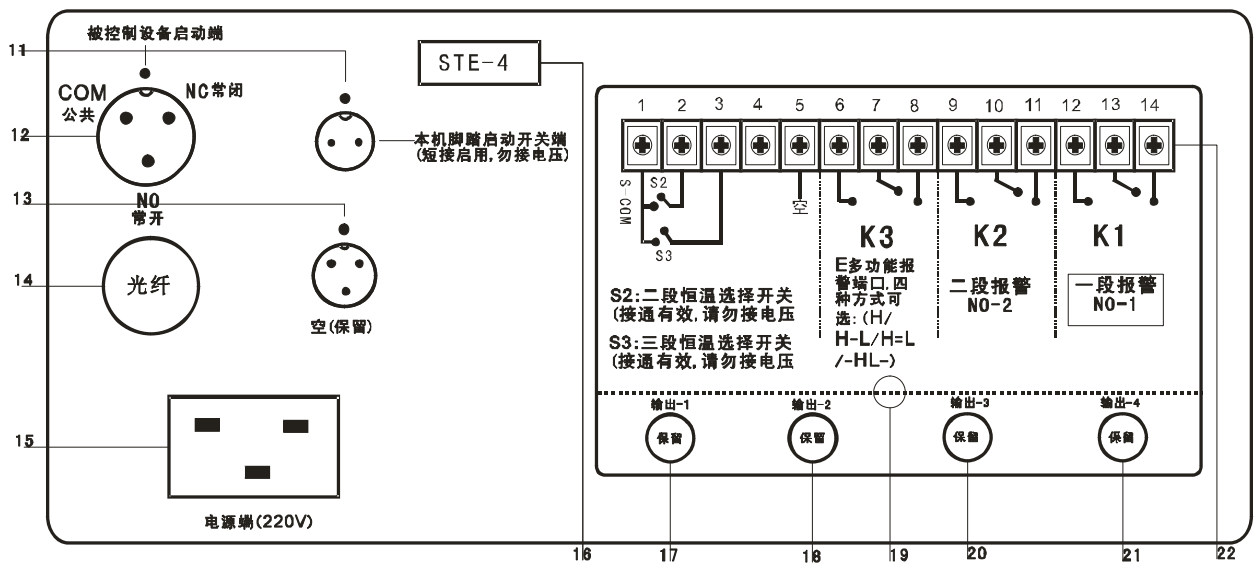 被控制设备启动端
11
COM
公共
NC常闭
12
NO
常开
本机脚踏启动开关端
(短接启用,勿接电压)
13
14
光纤
空(保留)
15
电源端(220V)
STE-4
1 2 3 4 5 6 7 8 9 10 11 12 13 14
S-COM
S2
S3
空
K3
K2
K1
E多功能报
警端口,四
种方式可
选:(H/
H-L/H=L
/-HL-)
二段报警
NO-2
一段报警
NO-1
S2:二段恒温选择开关
(接通有效,请勿接电压
S3:三段恒温选择开关
(接通有效,请勿接电压
输出-1
输出-2
输出-3
输出-4
保留
保留
保留
保留
16
17
18
19
20
21
22